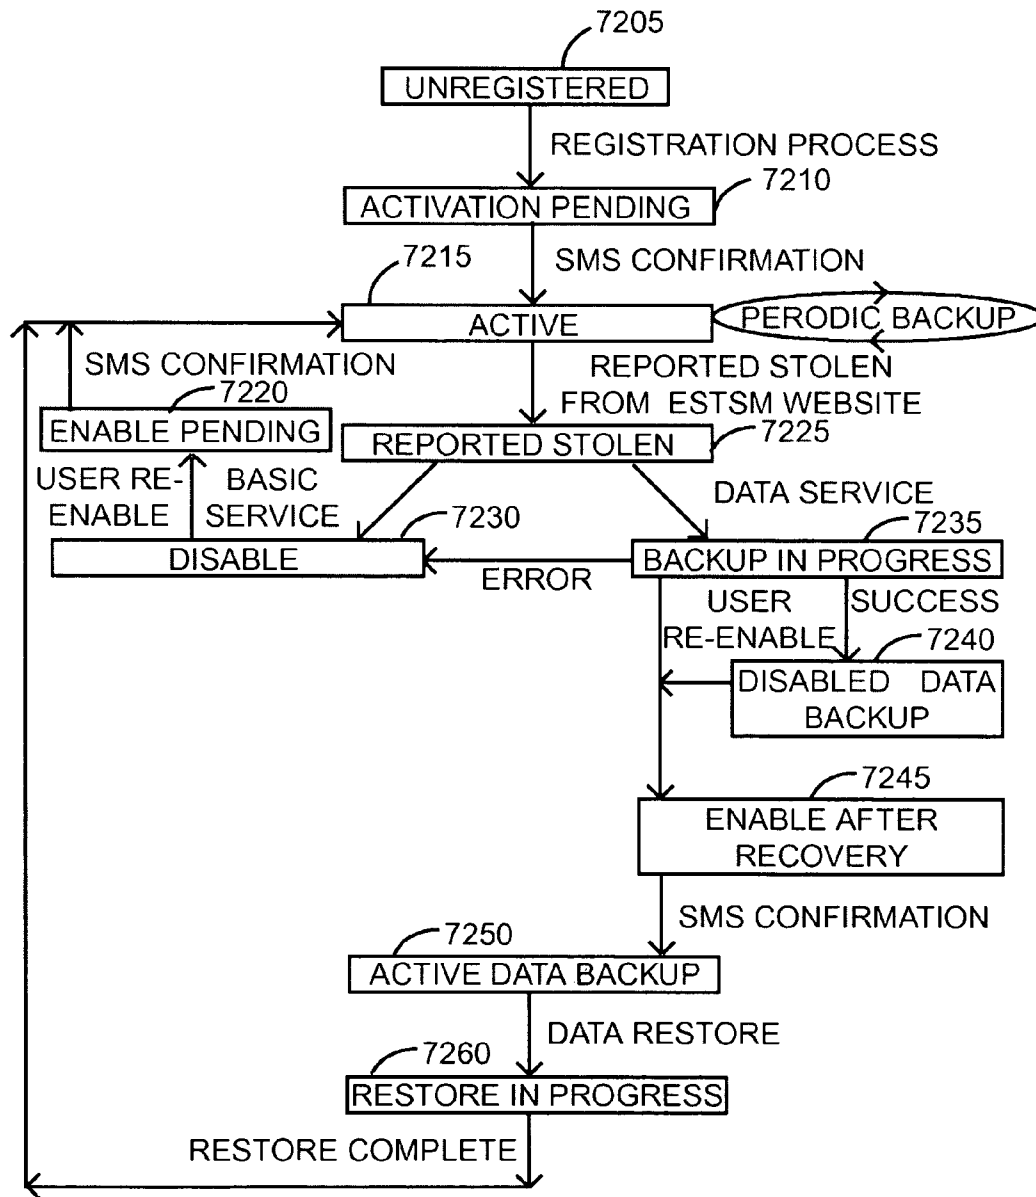 7205
UNREGISTERED
REGISTRATION PROCESS
7210
ACTIVATION PENDING
7215
SMS CONFIRMATION
ACTIVE
PERODIC BACKUP
SMS CONFIRMATION
REPORTED STOLEN
FROM ESTSM WEBSITE
7220
ENABLE PENDING
7225
REPORTED STOLEN
USER RE-
ENABLE
BASIC
SERVICE
DATA SERVICE
7230
DISABLE
7235
BACKUP IN PROGRESS
ERROR
USER
RE-ENABLE
SUCCESS
7240
DISABLED DATA
BACKUP
7245
ENABLE AFTER
RECOVERY
SMS CONFIRMATION
7250
ACTIVE DATA BACKUP
DATA RESTORE
7260
RESTORE IN PROGRESS
RESTORE COMPLETE